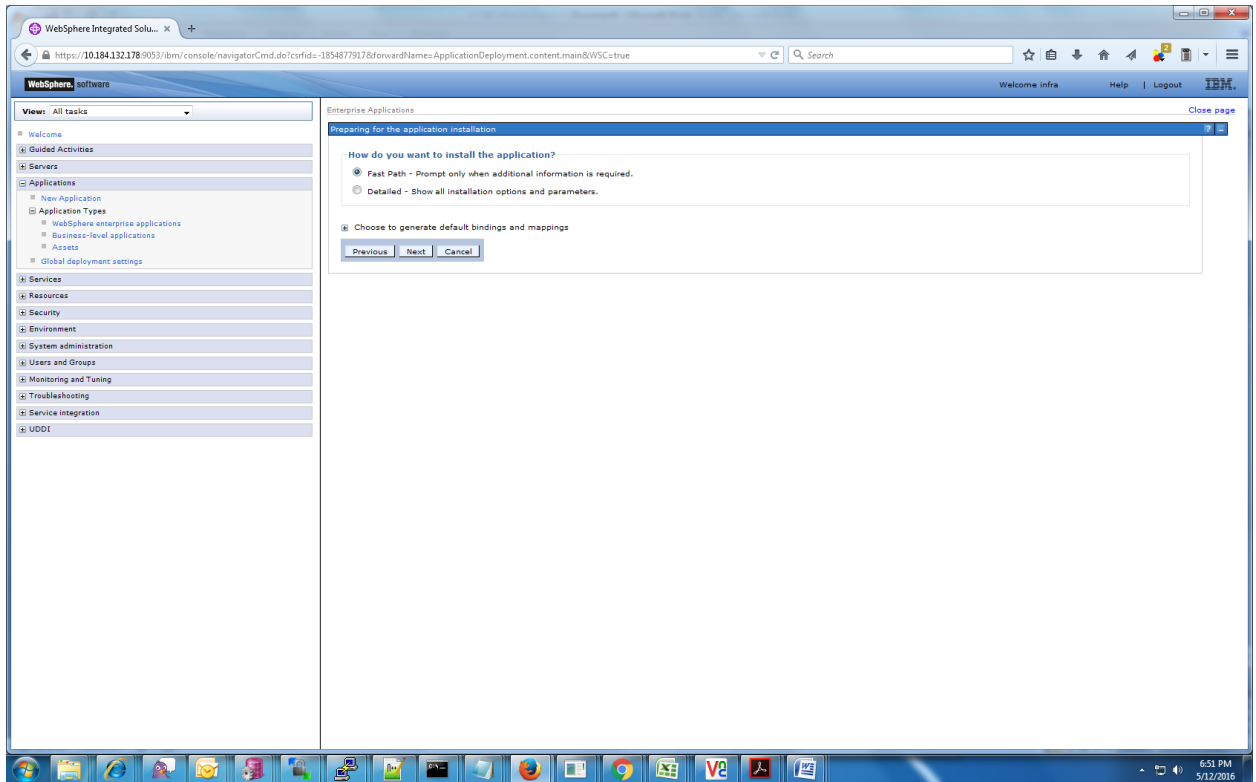 WebSphere Integrated Solu... × +
https://10.184.132.178:9053/ibm/console/navigatorCmd.do?csrfid=-1854877917&forwardName=ApplicationDeployment.content.main&WSC=true Search 2
WebSphere. software Welcome infra Help | Logout IBM.
View: All tasks
Welcome
Guided Activities
Servers
Applications
New Application
Application Types
WebSphere enterprise applications
Business-level applications
Assets
Global deployment settings
Services
Resources
Security
Environment
System administration
Users and Groups
Monitoring and Tuning
Troubleshooting
Service integration
UDDI
Enterprise Applications Close page
Preparing for the application installation ? –
How do you want to install the application?
Fast Path - Prompt only when additional information is required.
Detailed - Show all installation options and parameters.
Choose to generate default bindings and mappings
Previous Next Cancel
6:51 PM
5/12/2016